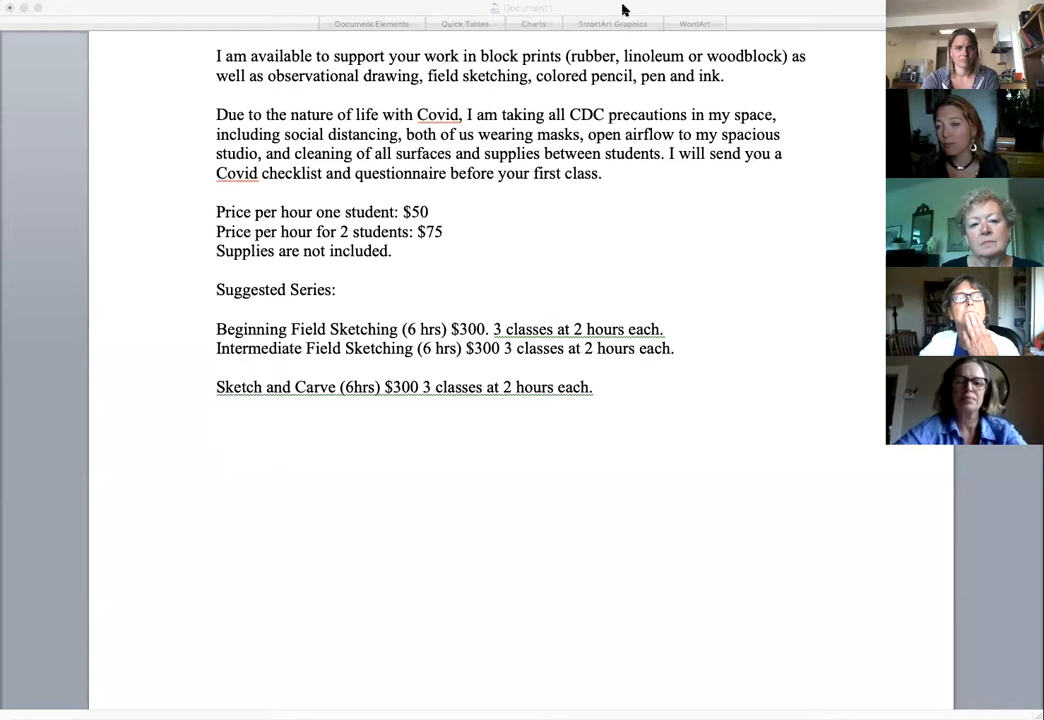 Document1
Document Elements
Quick Tables
Charts
SmartArt Graphics
WordArt
I am available to support your work in block prints (rubber, linoleum or woodblock) as
well as observational drawing, field sketching, colored pencil, pen and ink.
Due to the nature of life with Covid, I am taking all CDC precautions in my space,
including social distancing, both of us wearing masks, open airflow to my spacious
studio, and cleaning of all surfaces and supplies between students. I will send you a
Covid checklist and questionnaire before your first class.
Price per hour one student: $50
Price per hour for 2 students: $75
Supplies are not included.
Suggested Series:
Beginning Field Sketching (6 hrs) $300. 3 classes at 2 hours each.
Intermediate Field Sketching (6 hrs) $300 3 classes at 2 hours each.
Sketch and Carve (6hrs) $300 3 classes at 2 hours each.